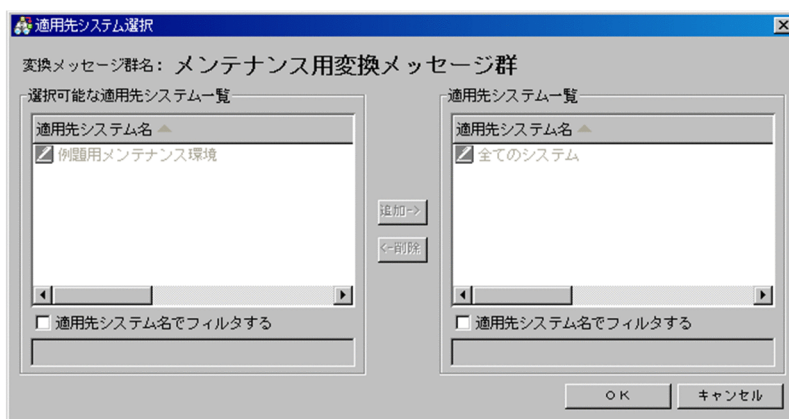 適用先システム選択
変換メッセージ群名: メンテナンス用変換メッセージ群
選択可能な適用先システム一覧
適用先システム名
例題用メンテナンス環境
適用先システム名でフィルタする
追加->
<-削除
適用先システム一覧
適用先システム名
全てのシステム
適用先システム名でフィルタする
OK
キャンセル